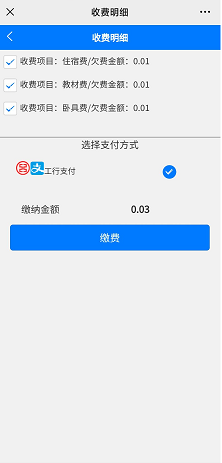 收费明细
收费明细
收费项目：住宿费/欠费金额：0.01
收费项目：教材费/欠费金额：0.01
收费项目：卧具费/欠费金额：0.01
选择支付方式
支 工行支付
缴纳金额 0.03
缴费